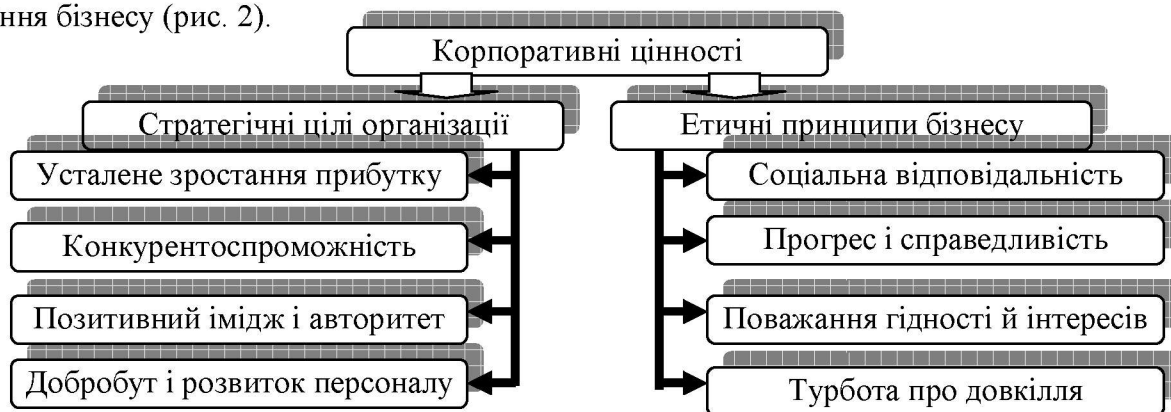 ння бізнесу (рис. 2).
Корпоративні цінності
Стратегічні цілі організації
Етичні принципи бізнесу
Усталене зростання прибутку
Соціальна відповідальність
Конкурентоспроможність
Прогрес і справедливість
Позитивний імідж і авторитет
Поважання гідності й інтересів
Добробут і розвиток персоналу
Турбота про довкілля